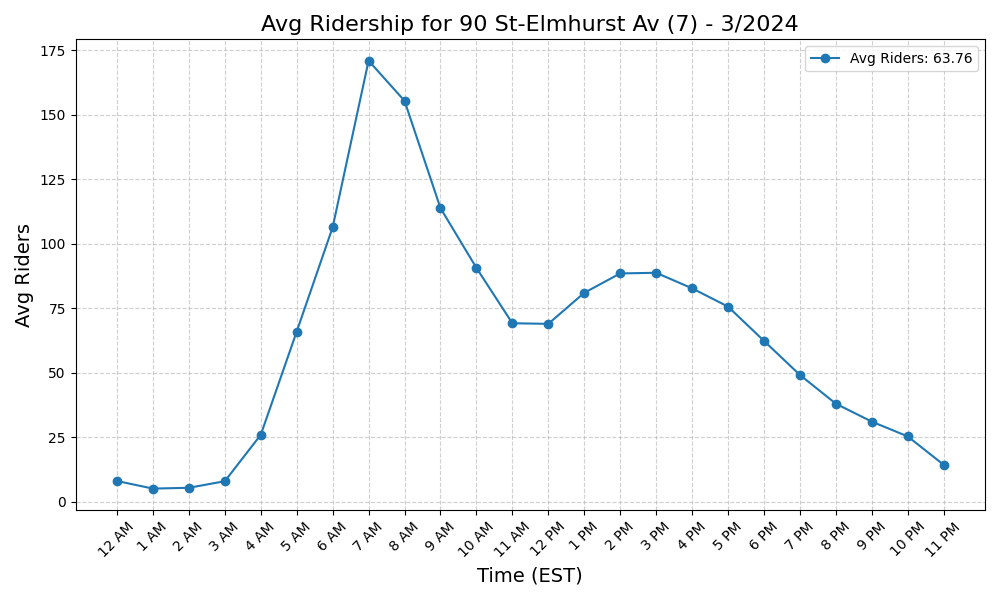 Avg Ridership for 90 St-Elmhurst Av (7) - 3/2024
Avg Riders: 63.76
Avg Riders
175
150
125
100
75
50
25
0
12 AM
1 AM
2 AM
3 AM
4 AM
5 AM
6 AM
7 AM
8 AM
9 AM
10 AM
11 AM
12 PM
1 PM
2 PM
3 PM
4 PM
5 PM
6 PM
7 PM
8 PM
9 PM
10 PM
11 PM
Time (EST)